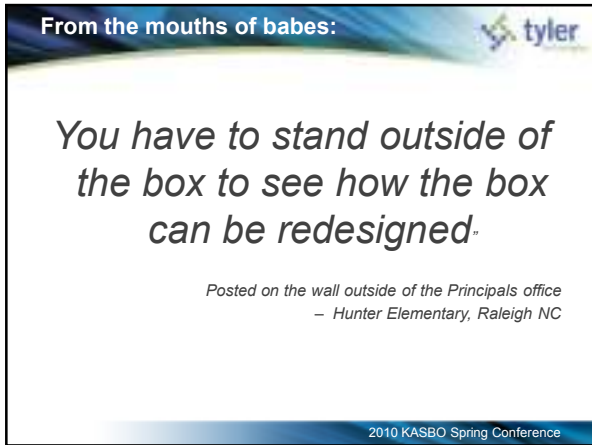 From the mouths of babes:
tyler
You have to stand outside of
the box to see how the box
can be redesigned”
Posted on the wall outside of the Principals office
– Hunter Elementary, Raleigh NC
2010 KASBO Spring Conference